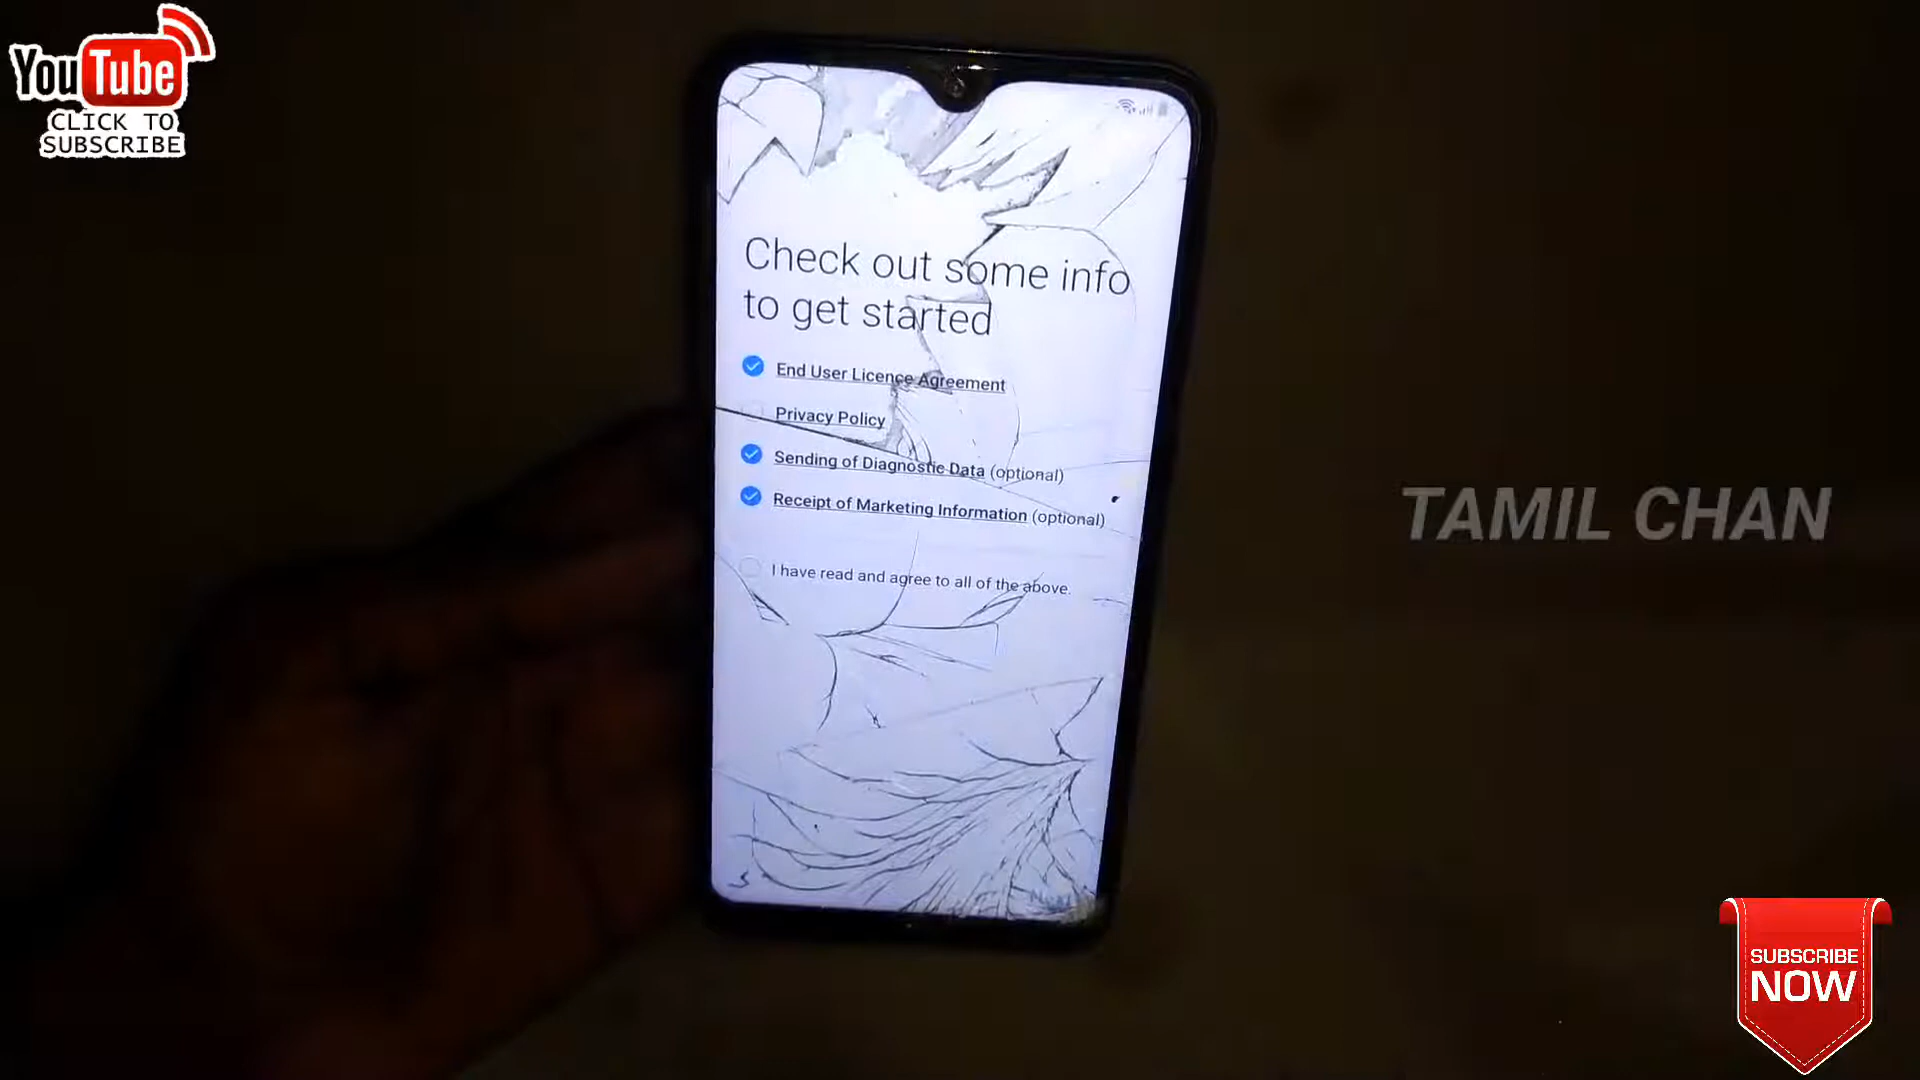 YouTube
CLICK TO
SUBSCRIBE
Check out some info
to get started
End User Licence Agreement
Privacy Policy
Sending of Diagnostic Data (optional)
Receipt of Marketing Information (optional)
I have read and agree to all of the above.
Next
TAMIL CHAN
SUBSCRIBE
NOW